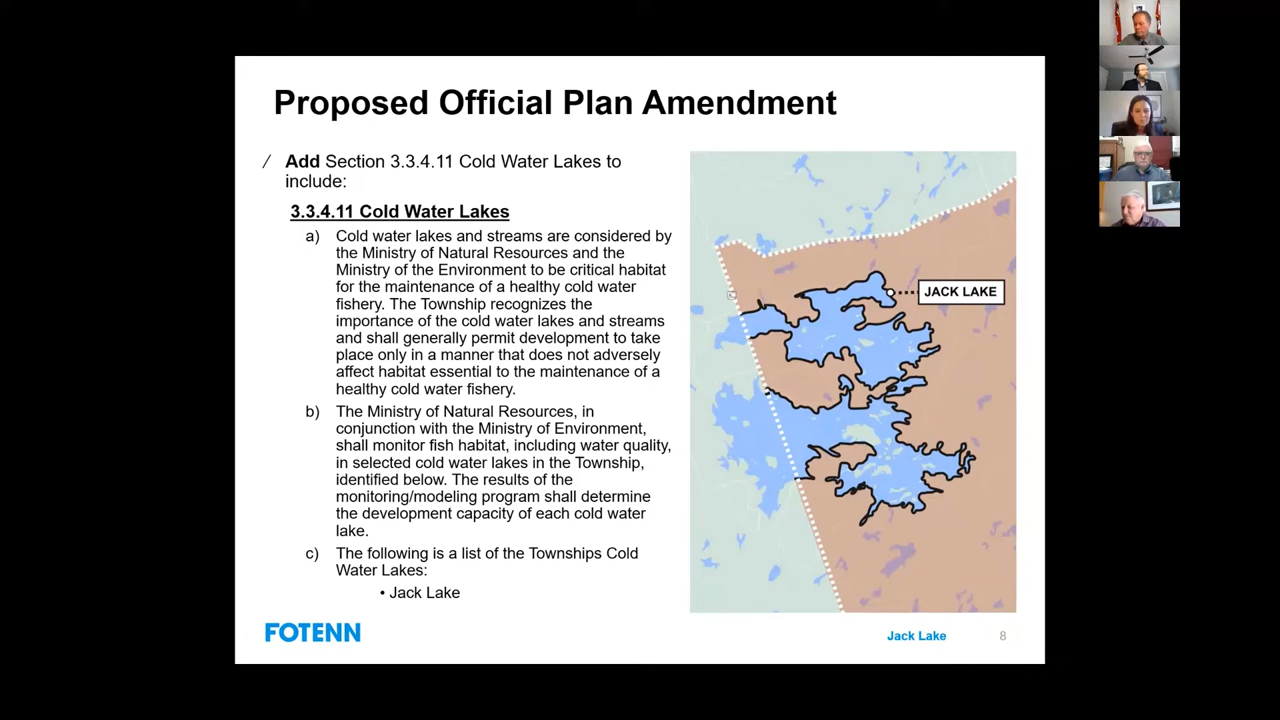 Proposed Official Plan Amendment
/ Add Section 3.3.4.11 Cold Water Lakes to
include:
3.3.4.11 Cold Water Lakes
a) Cold water lakes and streams are considered by
the Ministry of Natural Resources and the
Ministry of the Environment to be critical habitat
for the maintenance of a healthy cold water
fishery. The Township recognizes the
importance of the cold water lakes and streams
and shall generally permit development to take
place only in a manner that does not adversely
affect habitat essential to the maintenance of a
healthy cold water fishery.
b) The Ministry of Natural Resources, in
conjunction with the Ministry of Environment,
shall monitor fish habitat, including water quality,
in selected cold water lakes in the Township,
identified below. The results of the
monitoring/modeling program shall determine
the development capacity of each cold water
lake.
c) The following is a list of the Townships Cold
Water Lakes:
• Jack Lake
JACK LAKE
FOTENN
Jack Lake
8